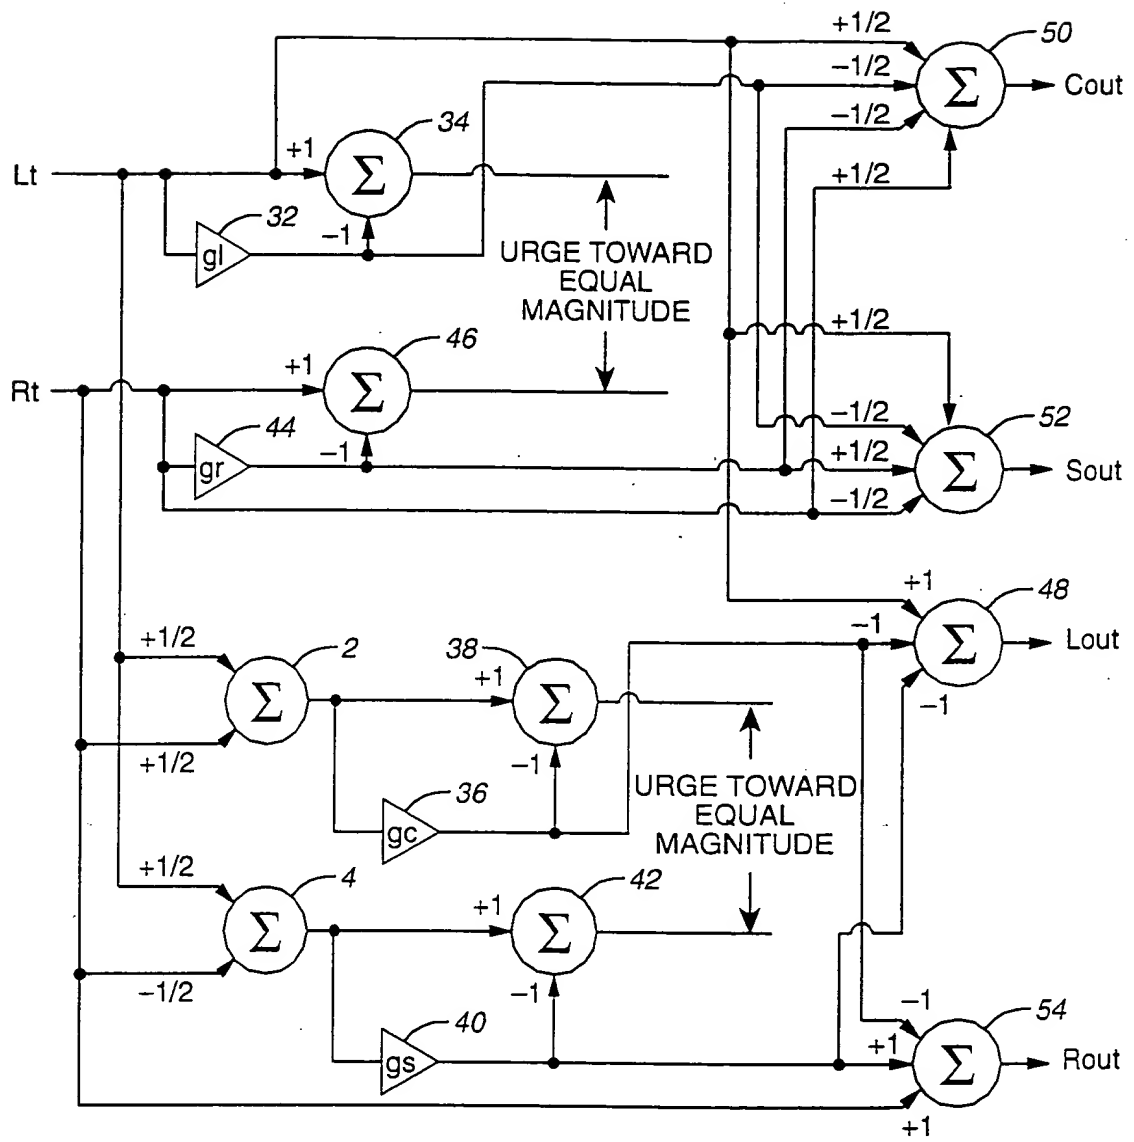 +1/2 50
−1/2 Σ Cout
−1/2
34
+1 Σ
Lt
+1/2
32
−1
gl
URGE TOWARD
EQUAL
MAGNITUDE
+1/2
46
+1 Σ
Rt
44
−1
gr
−1/2 52
+1/2 Σ Sout
−1/2
+1 48
−1 Σ Lout
−1
+1/2 2
Σ
+1/2
38
+1 Σ
−1
36
gc
URGE TOWARD
EQUAL
MAGNITUDE
+1/2 4
Σ
−1/2
42
+1 Σ
−1
40
gs
−1 54
+1 Σ Rout
+1